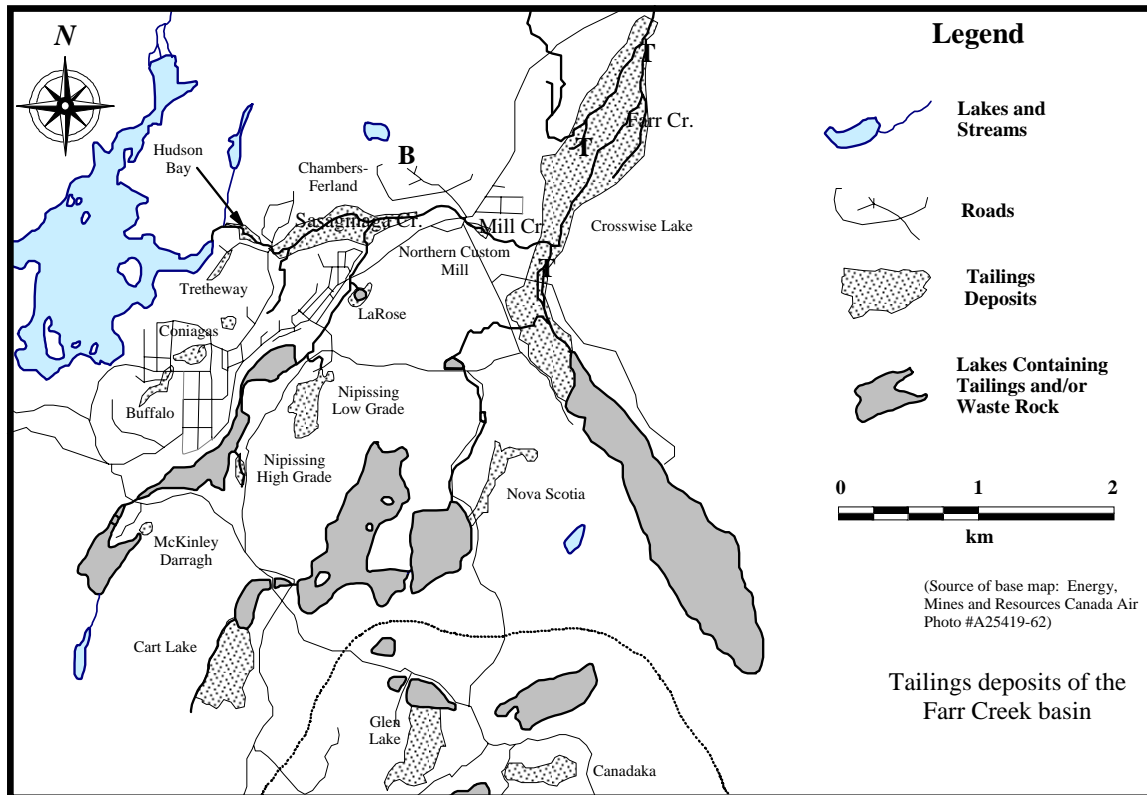 N
Hudson
Bay
Chambers-
Ferland
B
T
T
Farr Cr.
Sasaginaga Cr.
Mill Cr.
Crosswise Lake
Northern Custom
Mill
T
Tretheway
LaRose
Coniagas
Buffalo
Nipissing
Low Grade
Nipissing
High Grade
Nova Scotia
McKinley
Darragh
Cart Lake
Glen
Lake
Canadaka
Legend
Lakes and
Streams
Roads
Tailings
Deposits
Lakes Containing
Tailings and/or
Waste Rock
0 1 2
km
(Source of base map: Energy,
Mines and Resources Canada Air
Photo #A25419-62)
Tailings deposits of the
Farr Creek basin